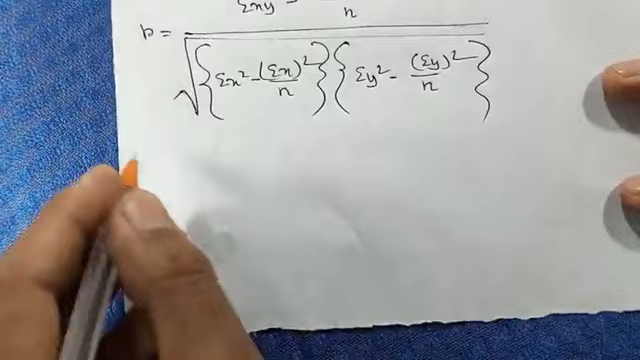 Σxy -
n
r =
√{Σx² - (Σx)²/n}{Σy² - (Σy)²/n}